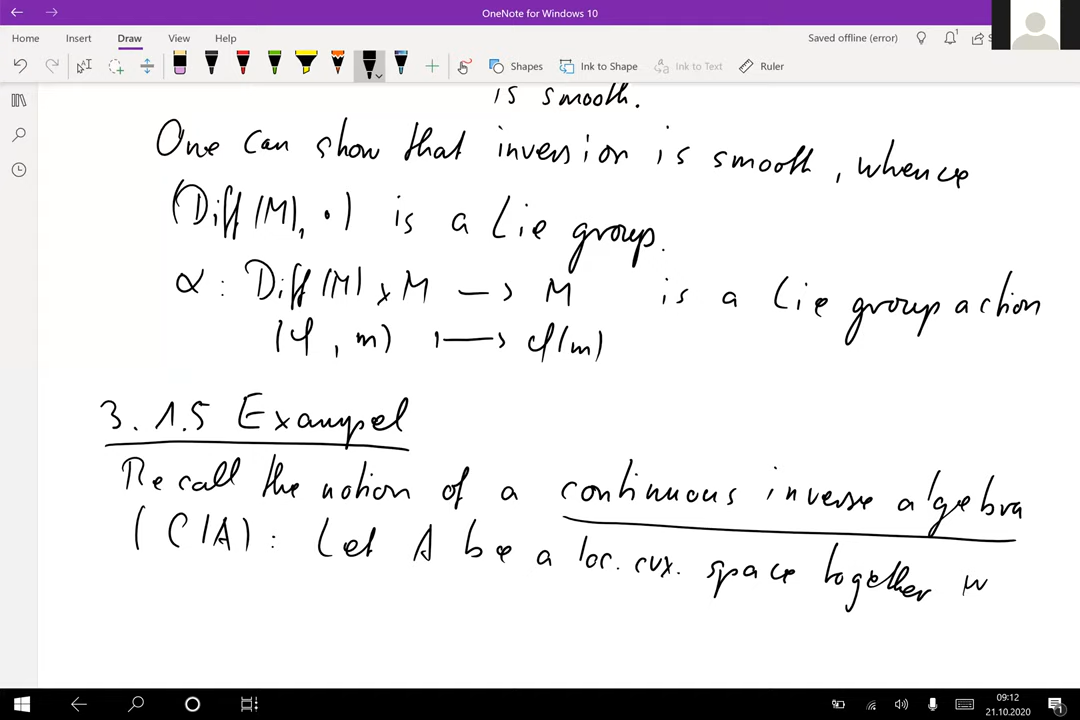 OneNote for Windows 10
Home Insert Draw View Help
Saved offline (error)
Shapes Ink to Shape Ink to Text Ruler
is smooth.
One can show that inversion is smooth, whence
(Diff(M), •) is a Lie group.
α : Diff(M) × M → M is a Lie group action
(φ, m) ↦ φ(m)
3.1.5 Exampel
Recall the notion of a continuous inverse algebra
(CIA): Let A be a loc. cvx. space together w
09:12
21.10.2020